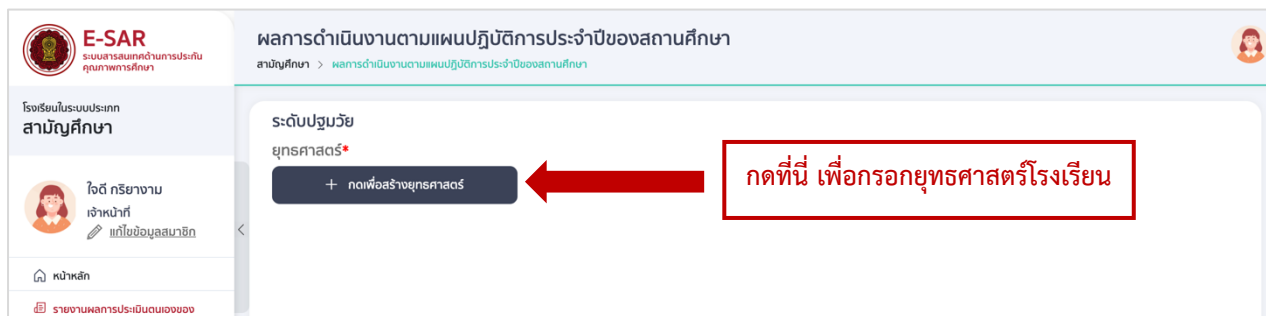 E-SAR
ระบบสารสนเทศด้านการประกัน
คุณภาพการศึกษา
ผลการดำเนินงานตามแผนปฏิบัติการประจำปีของสถานศึกษา
สามัญศึกษา > ผลการดำเนินงานตามแผนปฏิบัติการประจำปีของสถานศึกษา
โรงเรียนในระบบประเภท
สามัญศึกษา
ระดับปฐมวัย
ยุทธศาสตร์*
+ กดเพื่อสร้างยุทธศาสตร์
กดที่นี่ เพื่อกรอกยุทธศาสตร์โรงเรียน
ใจดี กริยางาม
เจ้าหน้าที่
แก้ไขข้อมูลสมาชิก
หน้าหลัก
รายงานผลการประเมินตนเองของ